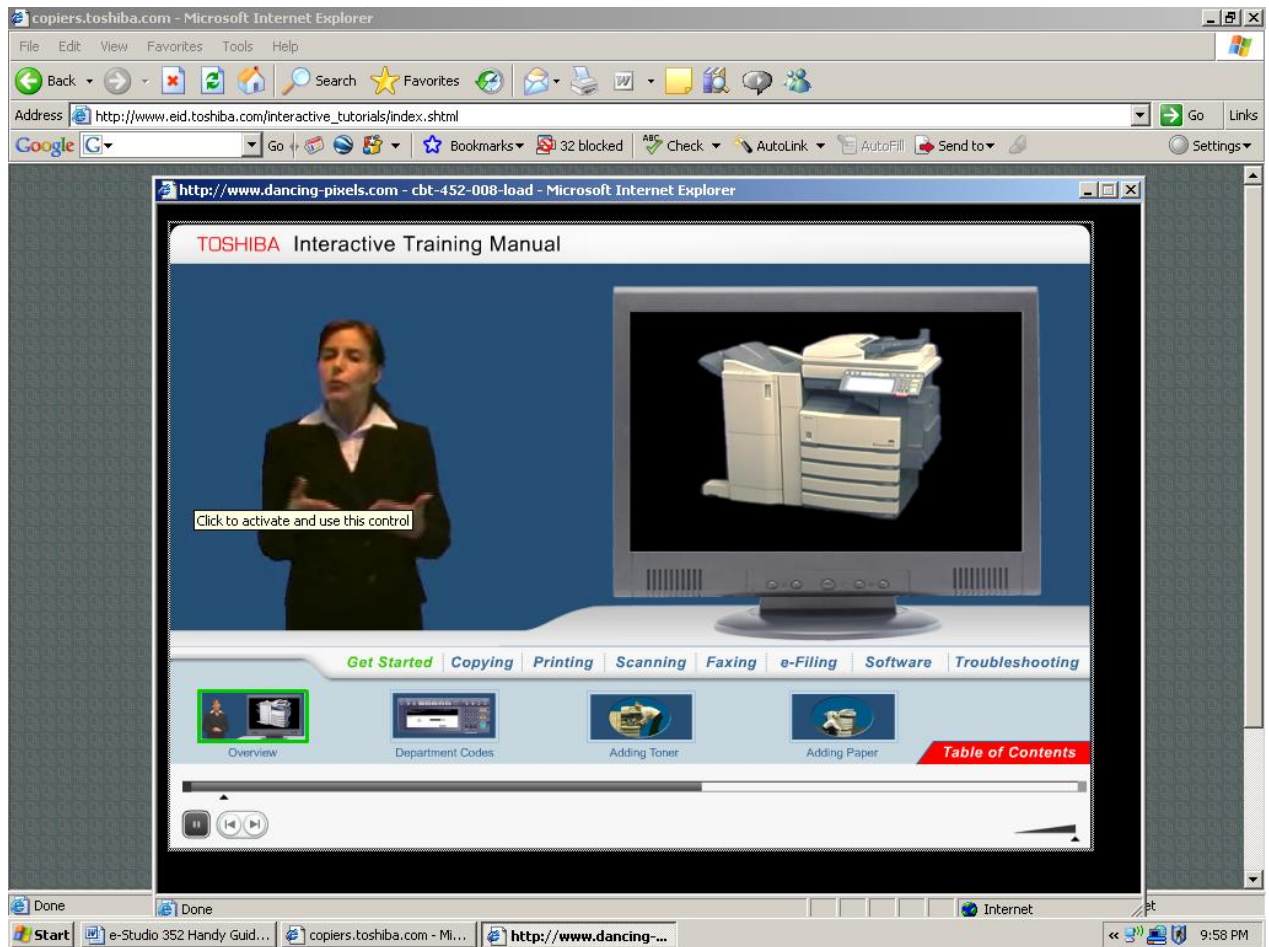 copiers.toshiba.com - Microsoft Internet Explorer
File Edit View Favorites Tools Help
Back Search Favorites
Address http://www.eid.toshiba.com/interactive_tutorials/index.shtml Go Links
Google G Go Bookmarks 32 blocked ABC Check AutoLink AutoFill Send to Settings
http://www.dancing-pixels.com - cbt-452-008-load - Microsoft Internet Explorer
TOSHIBA Interactive Training Manual
Click to activate and use this control
Get Started Copying Printing Scanning Faxing e-Filing Software Troubleshooting
Overview Department Codes Adding Toner Adding Paper Table of Contents
Done
Done Internet
Start e-Studio 352 Handy Guid... copiers.toshiba.com - Mi... http://www.dancing-... « 9:58 PM